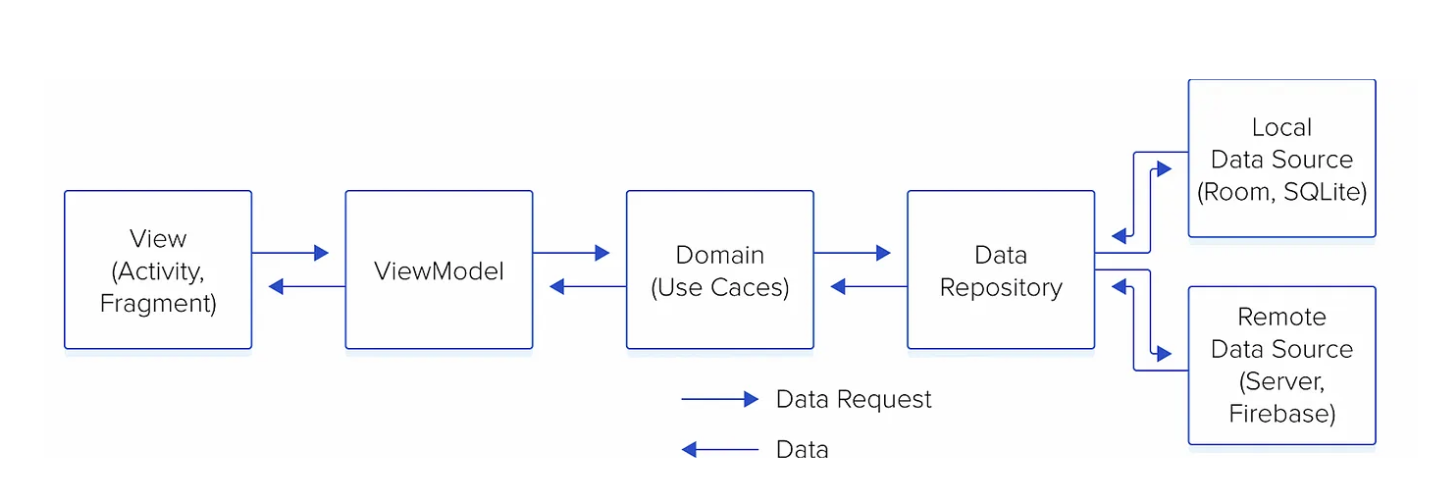 View
(Activity,
Fragment)
ViewModel
Domain
(Use Caces)
Data
Repository
Local
Data Source
(Room, SQLite)
Remote
Data Source
(Server,
Firebase)
Data Request
Data